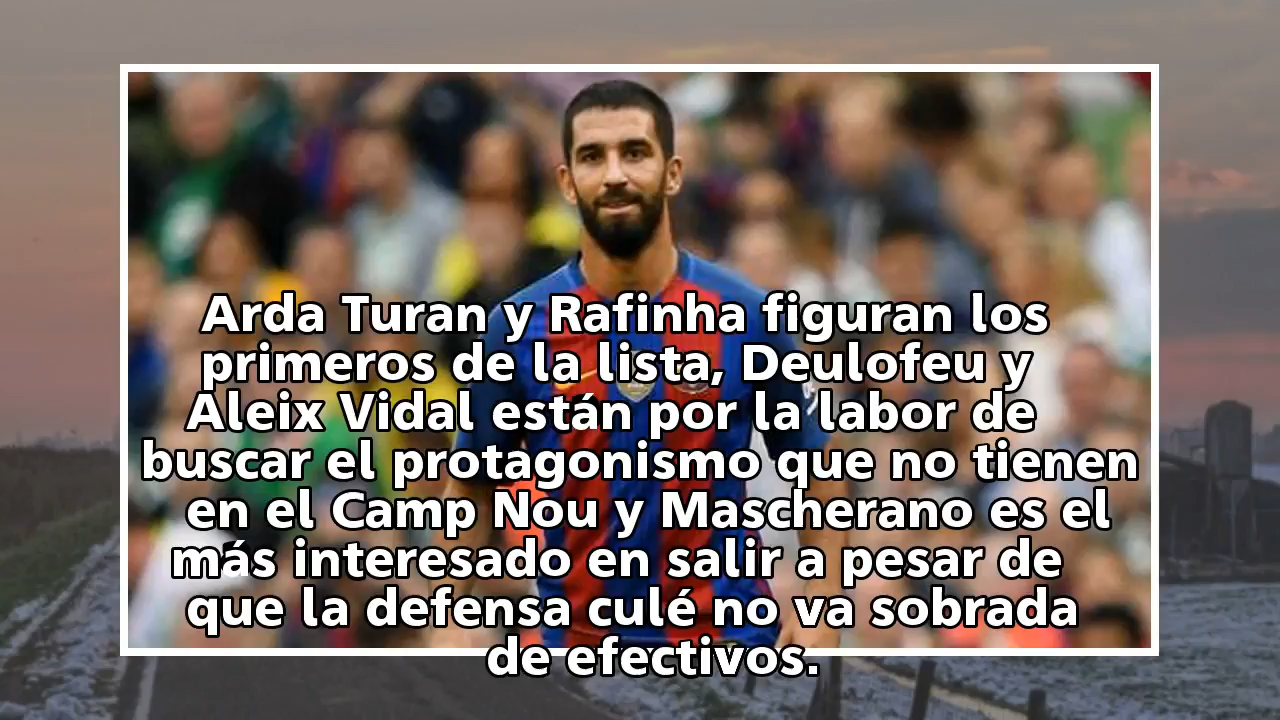 Arda Turan y Rafinha figuran los
primeros de la lista, Deulofeu y
Aleix Vidal están por la labor de
buscar el protagonismo que no tienen
en el Camp Nou y Mascherano es el
más interesado en salir a pesar de
que la defensa culé no va sobrada
de efectivos.